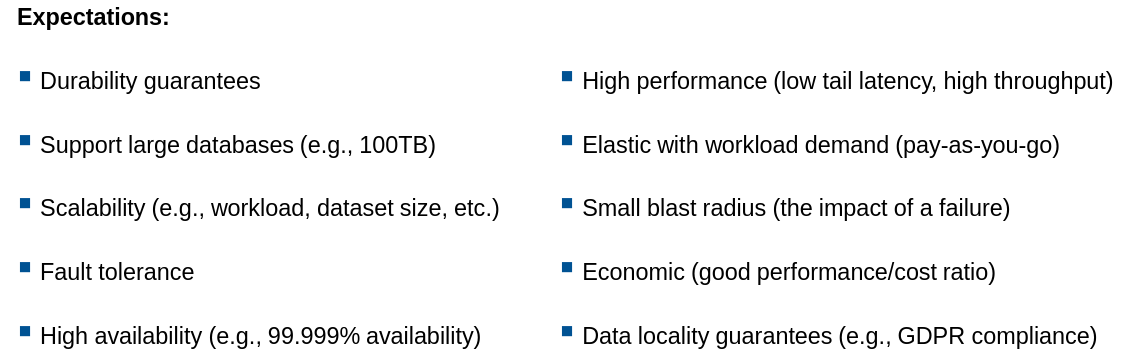 Expectations:
Durability guarantees
Support large databases (e.g., 100TB)
Scalability (e.g., workload, dataset size, etc.)
Fault tolerance
High availability (e.g., 99.999% availability)
High performance (low tail latency, high throughput)
Elastic with workload demand (pay-as-you-go)
Small blast radius (the impact of a failure)
Economic (good performance/cost ratio)
Data locality guarantees (e.g., GDPR compliance)